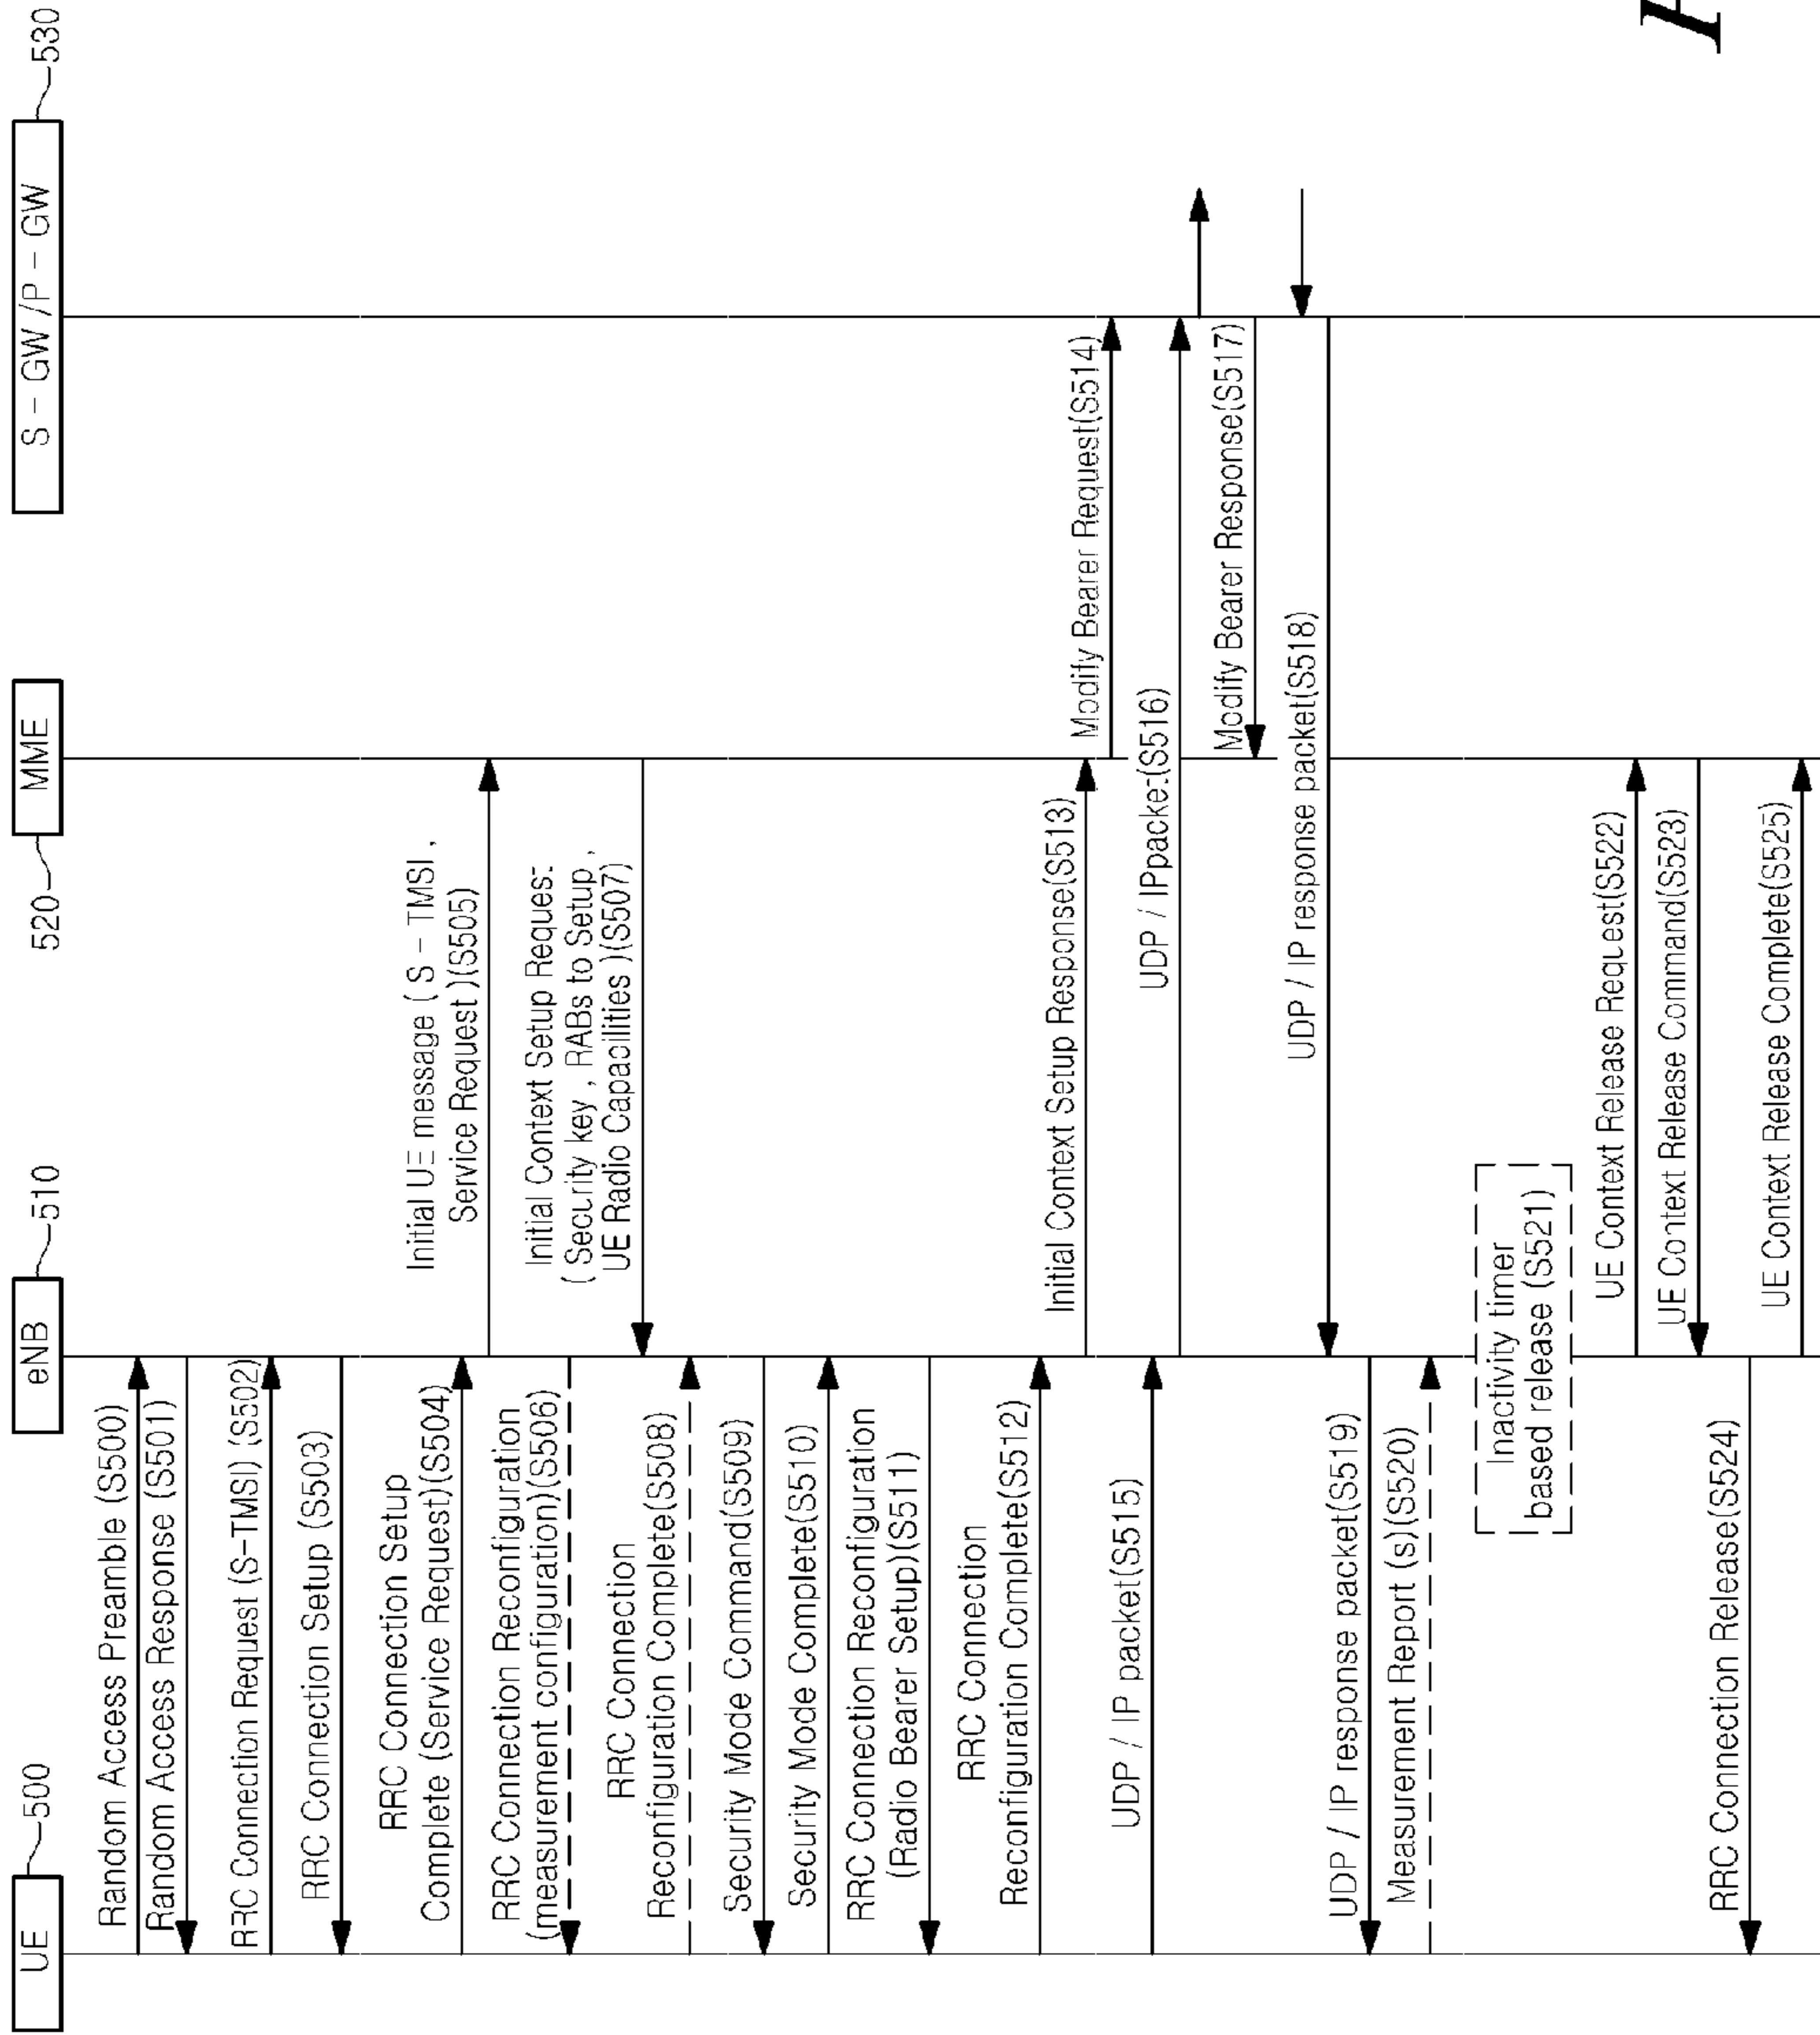 UE
500
eNB
510
MME
520
S - GW /P - GW
530
Random Access Preamble (S500)
Random Access Response (S501)
RRC Connection Request (S-TMSI) (S502)
RRC Connection Setup (S503)
RRC Connection Setup
Complete (Service Request)(S504)
Initial UE message ( S - TMSI ,
Service Request )(S505)
RRC Connection Reconfiguration
(measurement configuration)(S506)
Initial Context Setup Request
( Security key , RABs to Setup ,
UE Radio Capacilities )(S507)
RRC Connection
Reconfiguration Complete(S508)
Security Mode Command(S509)
Security Mode Complete(S510)
RRC Connection Reconfiguration
(Radio Bearer Setup)(S511)
RRC Connection
Reconfiguration Complete(S512)
Initial Context Setup Response(S513)
Modify Bearer Request(S514)
UDP / IP packet(S515)
UDP / IPpacket(S516)
Modify Bearer Response(S517)
UDP / IP response packet(S518)
UDP / IP response packet(S519)
Measurement Report (s)(S520)
Inactivity timer
based release (S521)
UE Context Release Request(S522)
UE Context Release Command(S523)
RRC Connection Release(S524)
UE Context Release Complete(S525)